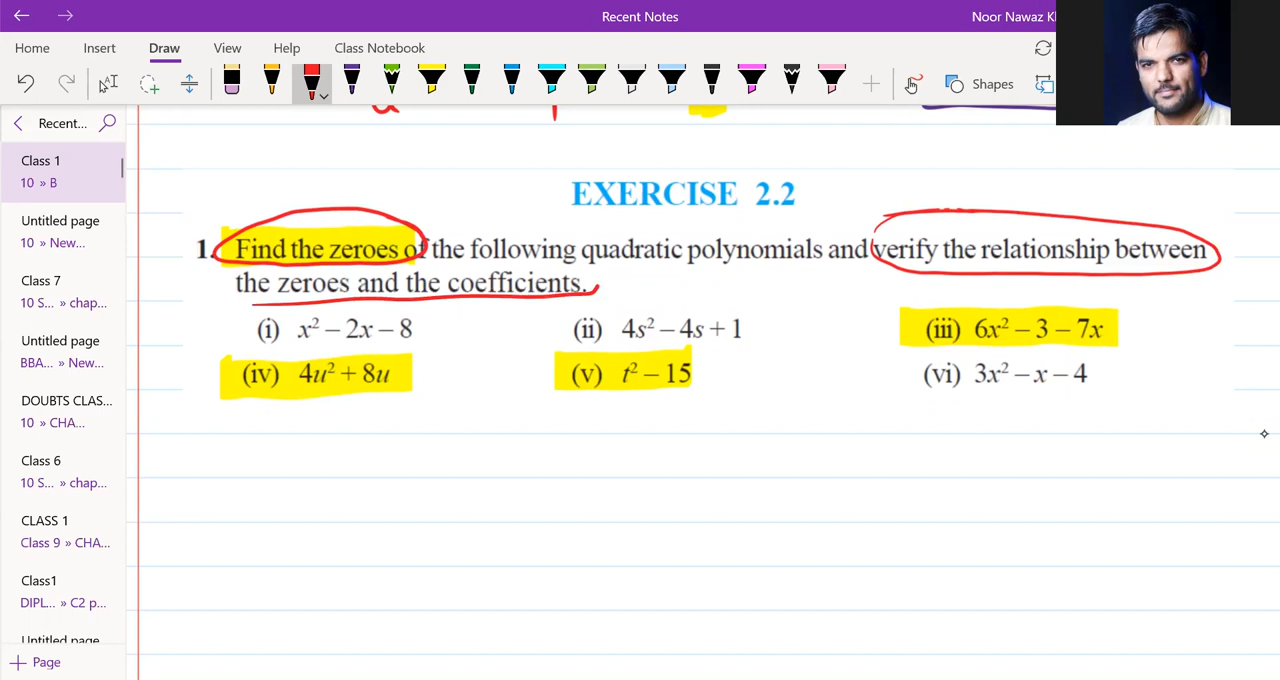 Recent Notes
Noor Nawaz Kh
Home Insert Draw View Help Class Notebook
Shapes
Recent...
Class 1
10 » B
Untitled page
10 » New...
Class 7
10 S... » chap...
Untitled page
BBA... » New...
DOUBTS CLAS...
10 » CHA...
Class 6
10 S... » chap...
CLASS 1
Class 9 » CHA...
Class1
DIPL... » C2 p...
Untitled page
+ Page
EXERCISE 2.2
1. Find the zeroes of the following quadratic polynomials and verify the relationship between
the zeroes and the coefficients.
(i) x² – 2x – 8 (ii) 4s² – 4s + 1 (iii) 6x² – 3 – 7x
(iv) 4u² + 8u (v) t² – 15 (vi) 3x² – x – 4